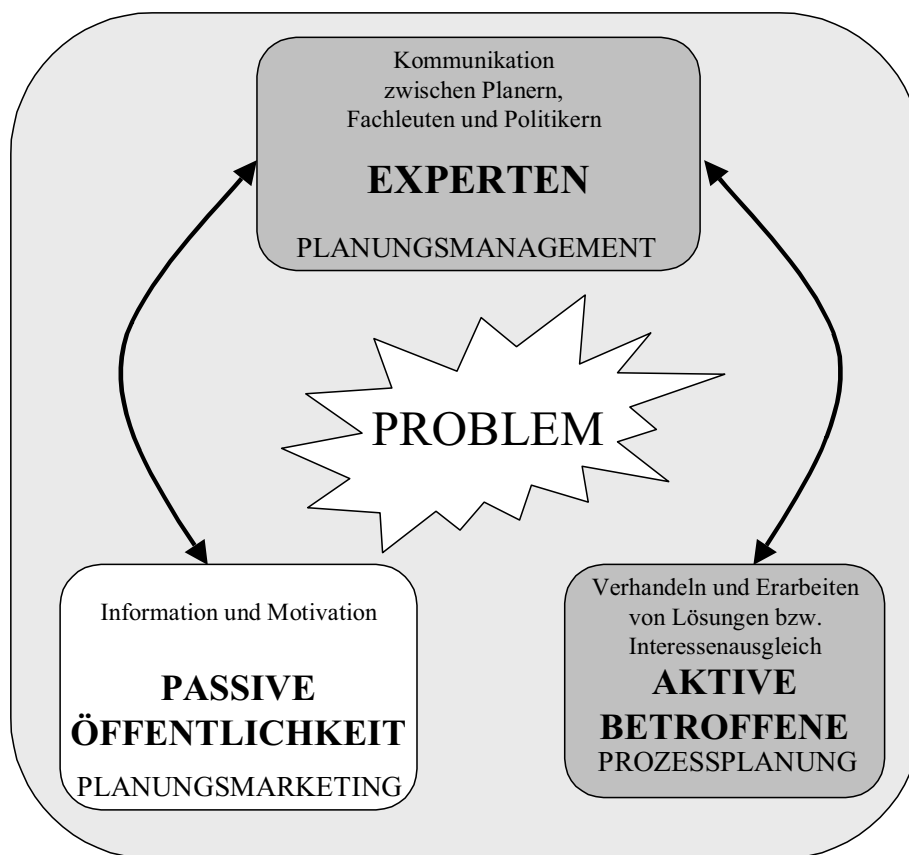 Kommunikation
zwischen Planern,
Fachleuten und Politikern
EXPERTEN
PLANUNGSMANAGEMENT
PROBLEM
Information und Motivation
PASSIVE
ÖFFENTLICHKEIT
PLANUNGSMARKETING
Verhandeln und Erarbeiten
von Lösungen bzw.
Interessenausgleich
AKTIVE
BETROFFENE
PROZESSPLANUNG